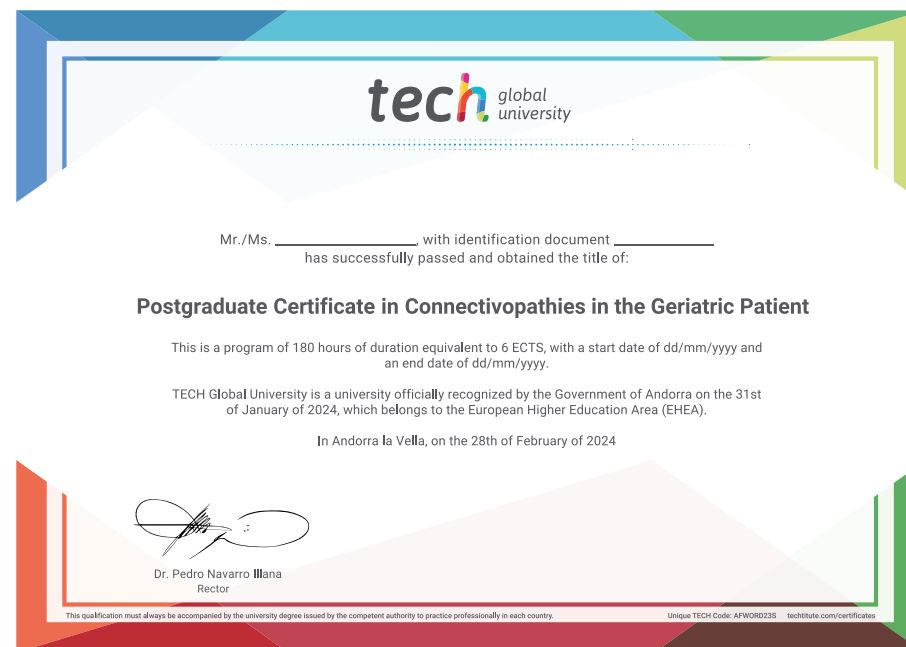 tech global
university
Mr./Ms. ____________, with identification document ____________
has successfully passed and obtained the title of:
Postgraduate Certificate in Connectivopathies in the Geriatric Patient
This is a program of 180 hours of duration equivalent to 6 ECTS, with a start date of dd/mm/yyyy and
an end date of dd/mm/yyyy.
TECH Global University is a university officially recognized by the Government of Andorra on the 31st
of January of 2024, which belongs to the European Higher Education Area (EHEA).
In Andorra la Vella, on the 28th of February of 2024
Dr. Pedro Navarro Illana
Rector
This qualification must always be accompanied by the university degree issued by the competent authority to practice professionally in each country. Unique TECH Code: AFWORD23S techtitute.com/certificates